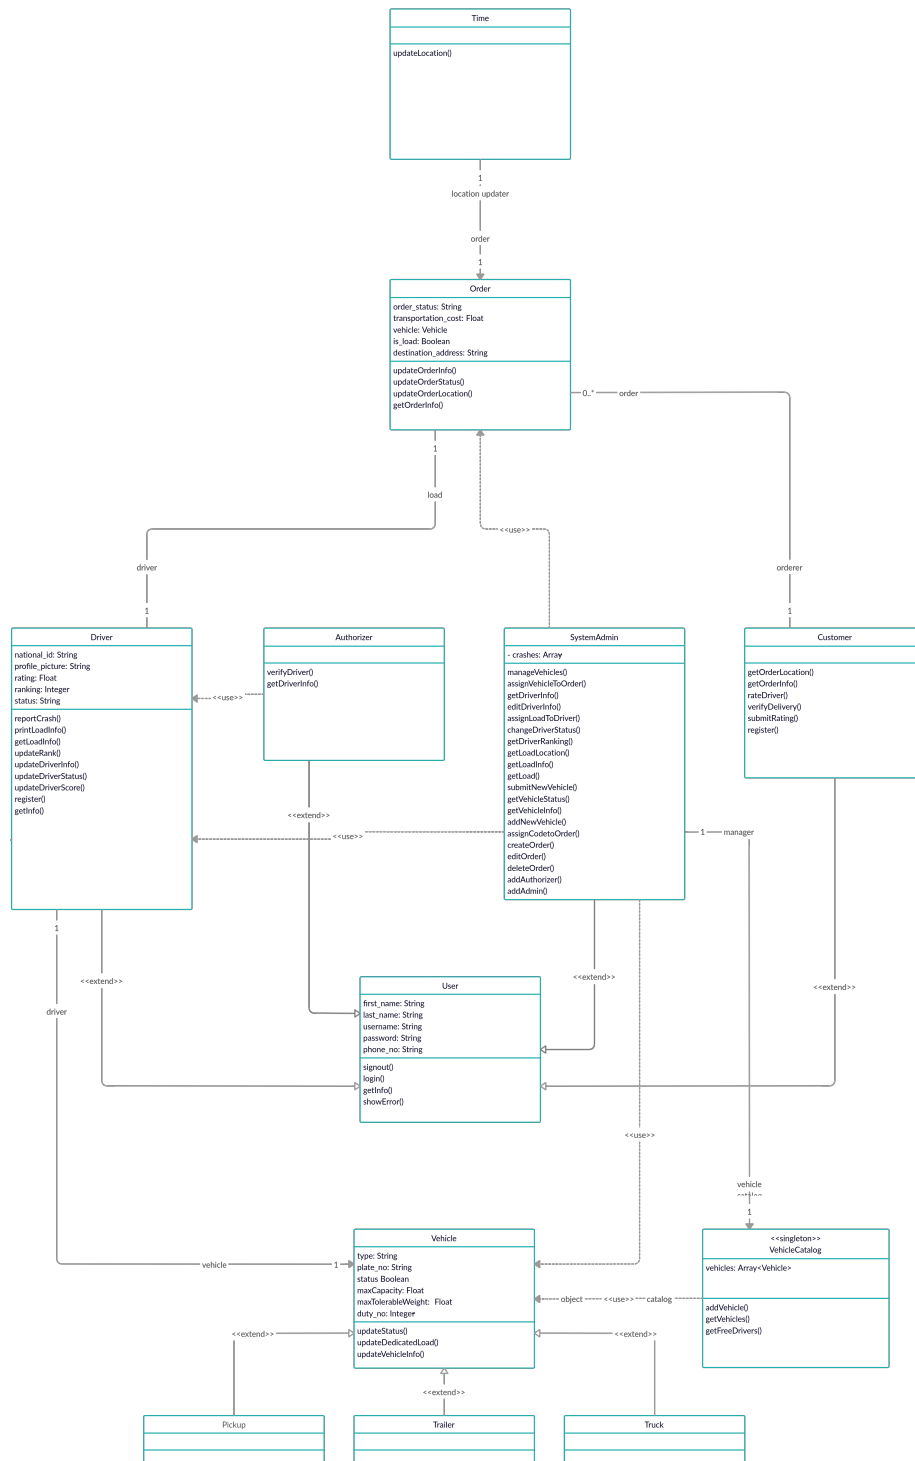 Time
updateLocation()
1
location updater
order
1
Order
order_status: String
transportation_cost: Float
vehicle: Vehicle
is_load: Boolean
destination_address: String
updateOrderInfo()
updateOrderStatus()
updateOrderLocation()
getOrderInfo()
0..*
order
1
load
<<use>>
driver
orderer
1
1
Driver
national_id: String
profile_picture: String
rating: Float
ranking: Integer
status: String
reportCrash()
printLoadInfo()
getLoadInfo()
updateRank()
updateDriverInfo()
updateDriverStatus()
updateDriverScore()
register()
getInfo()
<<use>>
Authorizer
verifyDriver()
getDriverInfo()
SystemAdmin
- crashes: Array
manageVehicles()
assignVehicleToOrder()
getDriverInfo()
editDriverInfo()
assignLoadToDriver()
changeDriverStatus()
getDriverRanking()
getLoadLocation()
getLoadInfo()
getLoad()
submitNewVehicle()
getVehicleStatus()
getVehicleInfo()
addNewVehicle()
assignCodetoOrder()
createOrder()
editOrder()
deleteOrder()
addAuthorizer()
addAdmin()
Customer
getOrderLocation()
getOrderInfo()
rateDriver()
verifyDelivery()
submitRating()
register()
<<extend>>
<<use>>
1
manager
1
<<extend>>
driver
<<extend>>
<<extend>>
User
first_name: String
last_name: String
username: String
password: String
phone_no: String
signout()
login()
getInfo()
showError()
<<use>>
vehicle
catalog
1
vehicle
1
Vehicle
type: String
plate_no: String
status Boolean
maxCapacity: Float
maxTolerableWeight: Float
duty_no: Integer
updateStatus()
updateDedicatedLoad()
updateVehicleInfo()
object
<<use>>
catalog
<<singleton>>
VehicleCatalog
vehicles: Array<Vehicle>
addVehicle()
getVehicles()
getFreeDrivers()
<<extend>>
<<extend>>
<<extend>>
Pickup
Trailer
Truck